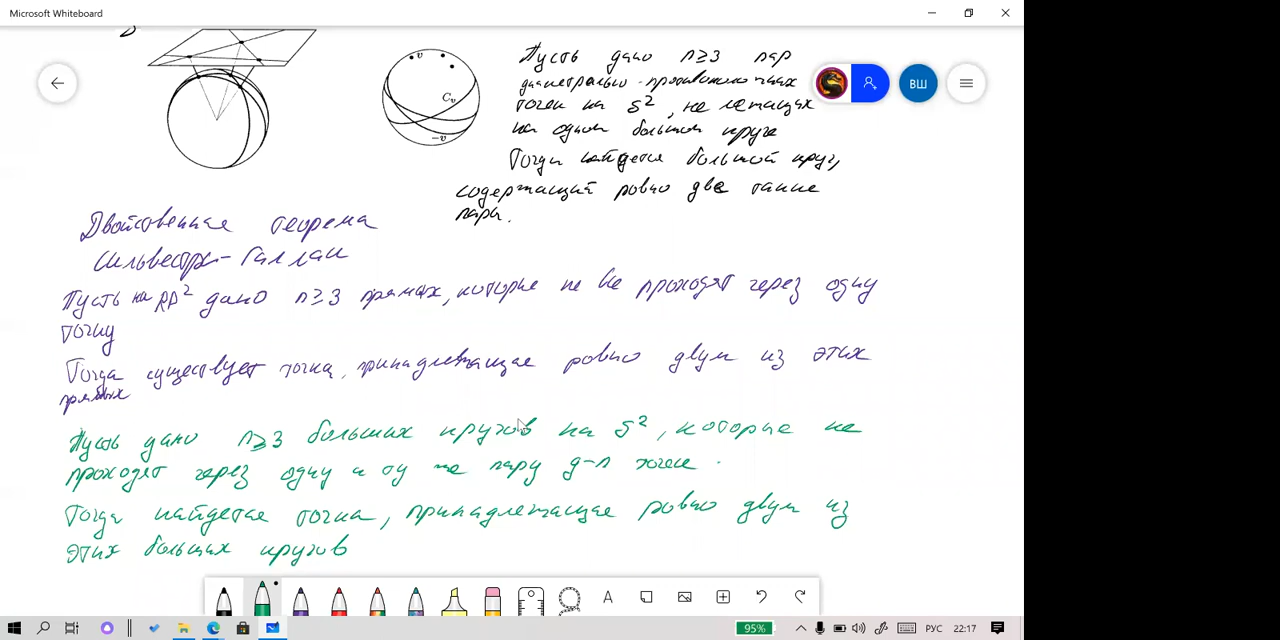 Microsoft Whiteboard
Пусть дано n≥3 пар
диаметрально-противоположных
точек на S², не лежащих
на одном большом круге
Тогда найдется большой круг,
содержащий ровно две такие
пары.
v
C_v
-v
ВШ
Двойственная теорема
Сильвестра-Галлаи
Пусть на RP² дано n≥3 прямых, которые не все проходят через одну
точку
Тогда существует точка, принадлежащая ровно двум из этих
прямых
Пусть дано n≥3 больших кругов на S², которые не
проходят через одну и ту же пару д-п точек.
Тогда найдется точка, принадлежащая ровно двум из
этих больших кругов
A
95%
РУС
22:17